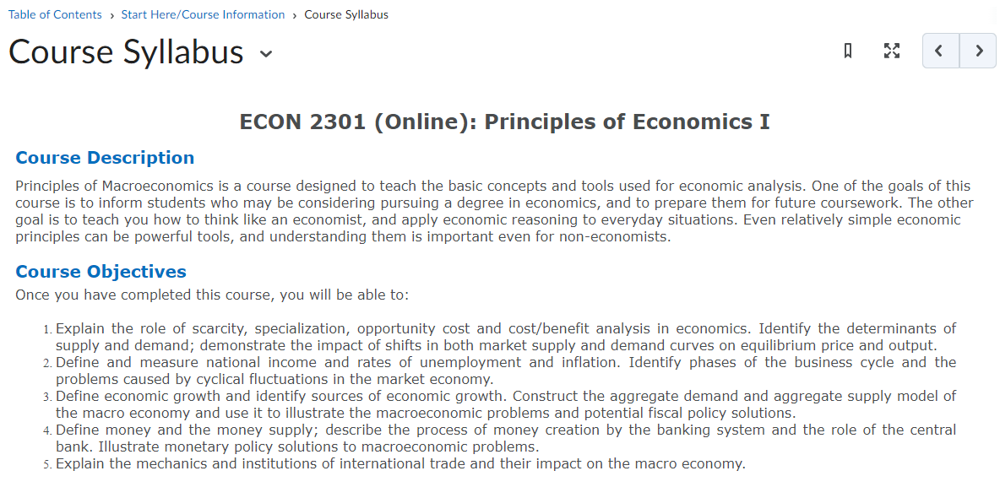 Table of Contents › Start Here/Course Information › Course Syllabus
Course Syllabus
ECON 2301 (Online): Principles of Economics I
Course Description
Principles of Macroeconomics is a course designed to teach the basic concepts and tools used for economic analysis. One of the goals of this
course is to inform students who may be considering pursuing a degree in economics, and to prepare them for future coursework. The other
goal is to teach you how to think like an economist, and apply economic reasoning to everyday situations. Even relatively simple economic
principles can be powerful tools, and understanding them is important even for non-economists.
Course Objectives
Once you have completed this course, you will be able to:
1. Explain the role of scarcity, specialization, opportunity cost and cost/benefit analysis in economics. Identify the determinants of
supply and demand; demonstrate the impact of shifts in both market supply and demand curves on equilibrium price and output.
2. Define and measure national income and rates of unemployment and inflation. Identify phases of the business cycle and the
problems caused by cyclical fluctuations in the market economy.
3. Define economic growth and identify sources of economic growth. Construct the aggregate demand and aggregate supply model of
the macro economy and use it to illustrate the macroeconomic problems and potential fiscal policy solutions.
4. Define money and the money supply; describe the process of money creation by the banking system and the role of the central
bank. Illustrate monetary policy solutions to macroeconomic problems.
5. Explain the mechanics and institutions of international trade and their impact on the macro economy.